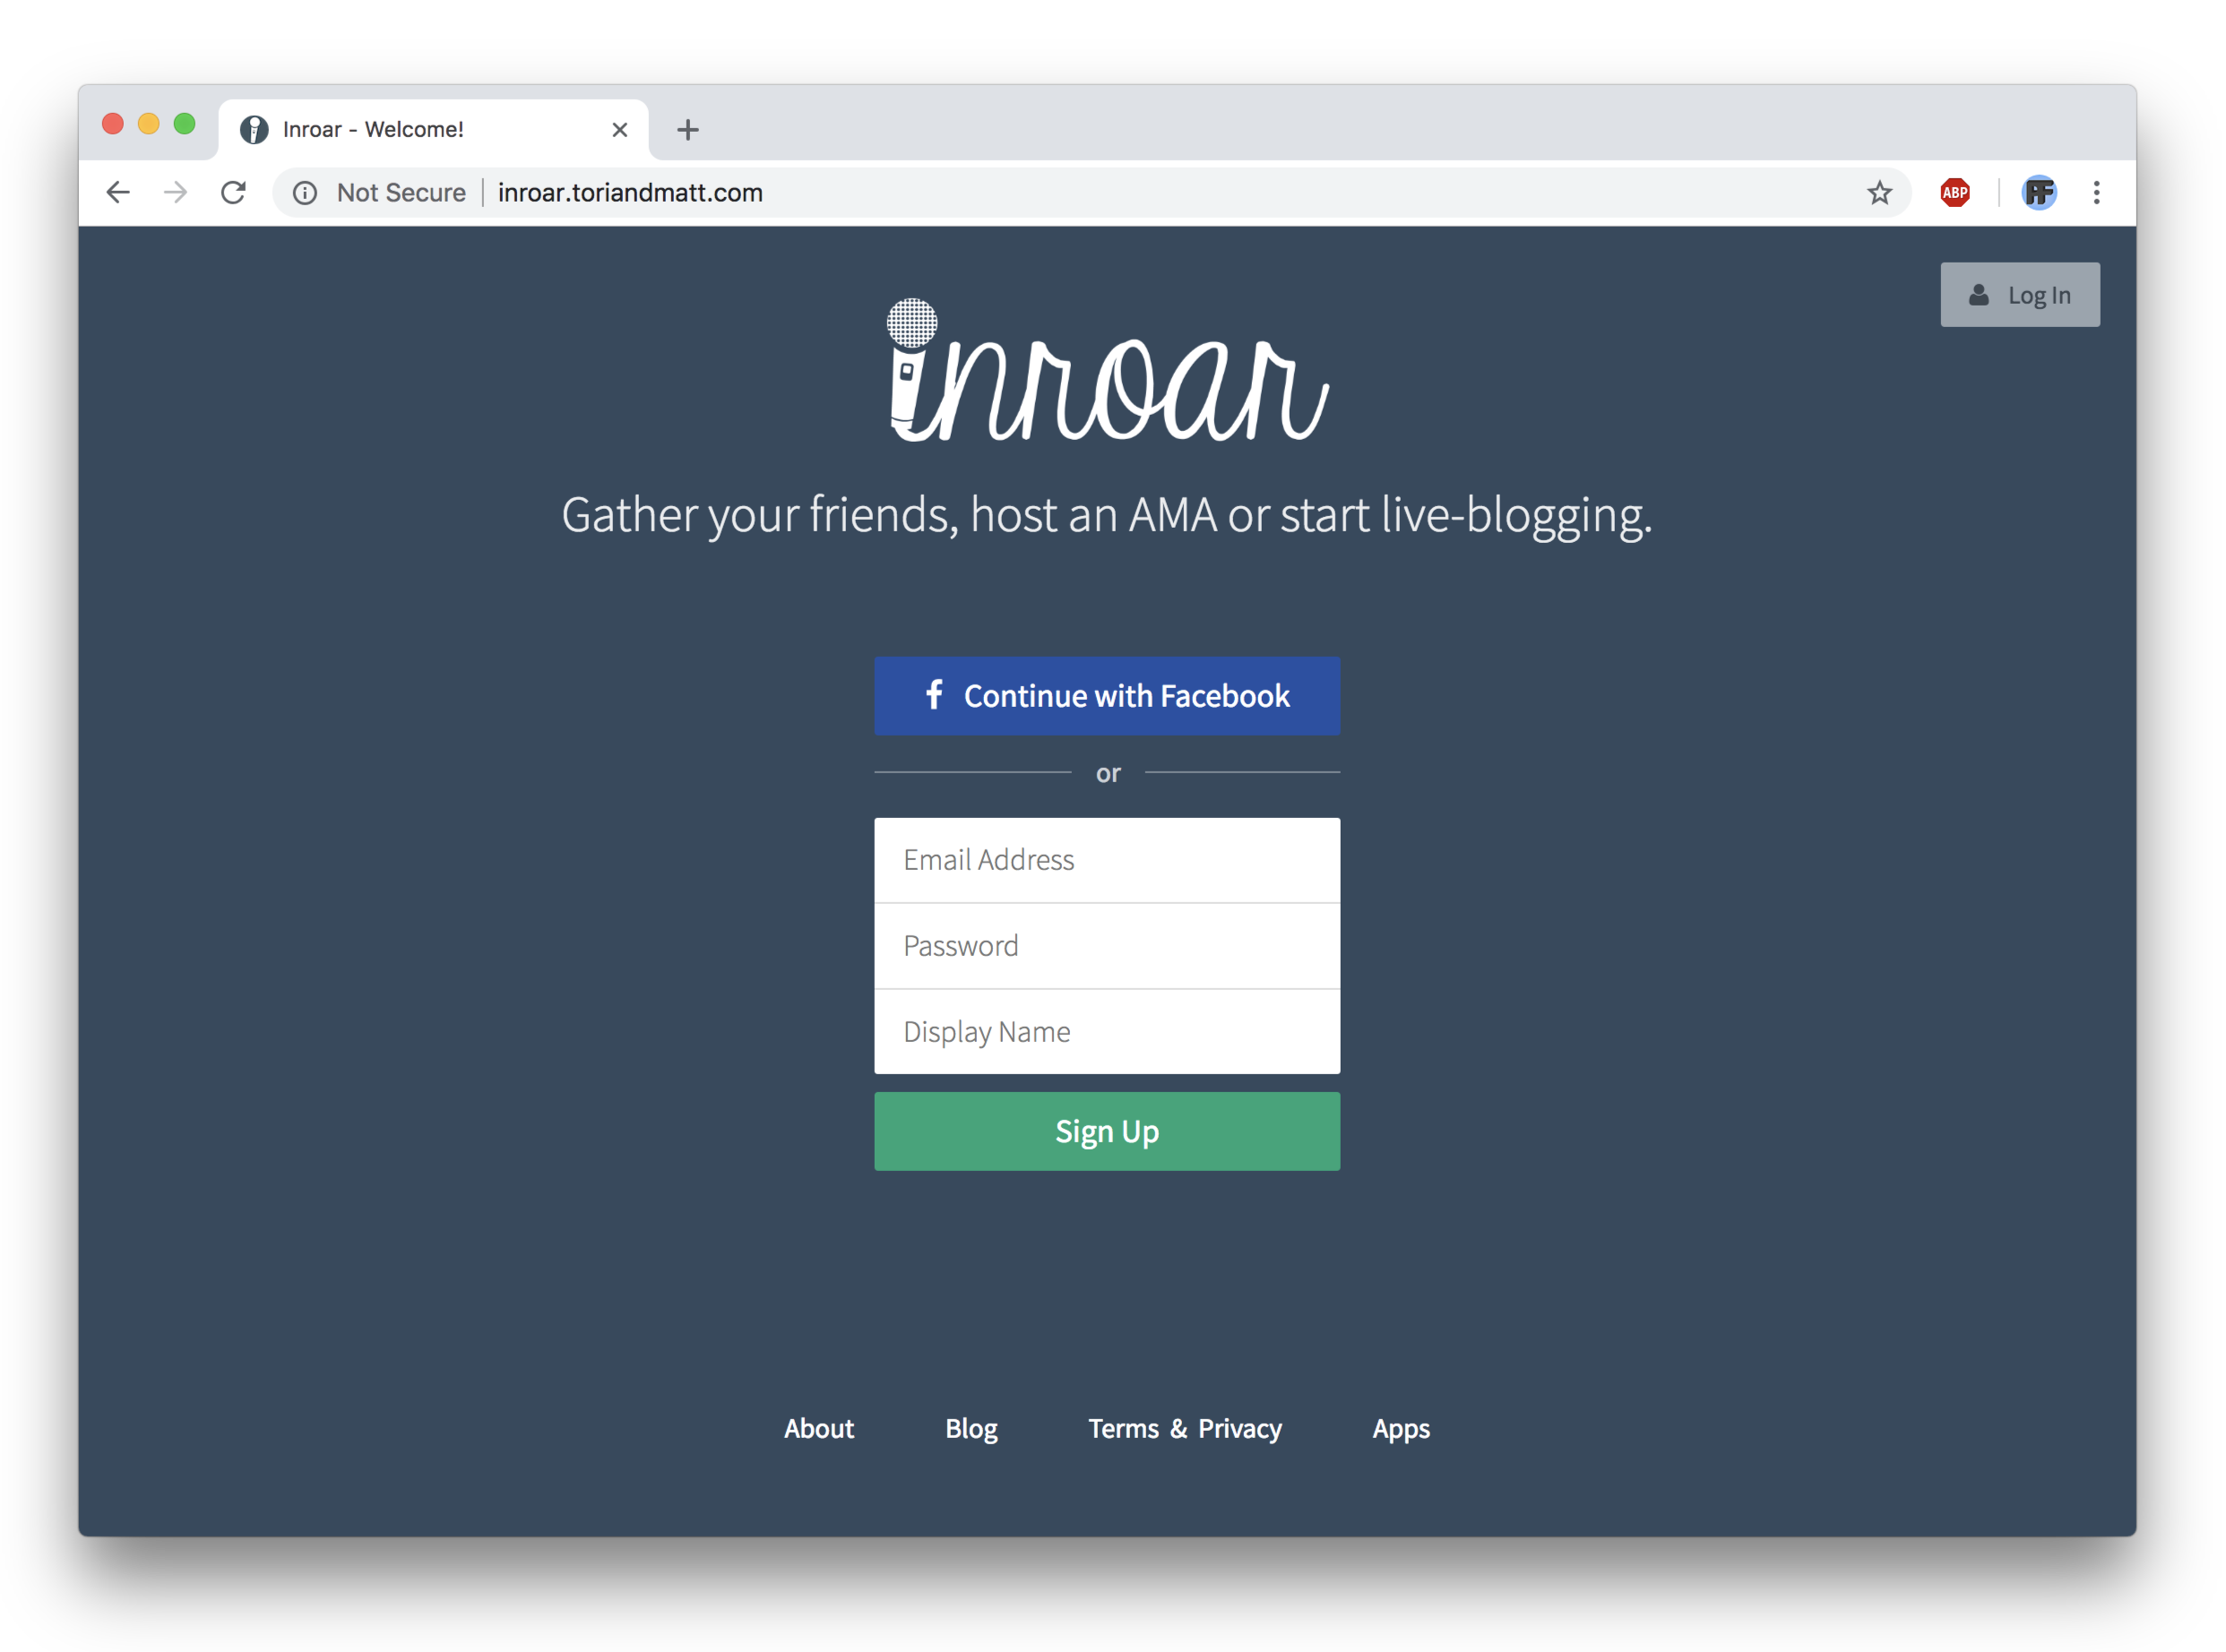 Inroar - Welcome!
Not Secure inroar.toriandmatt.com
ABP
FF
Log In
inroar
Gather your friends, host an AMA or start live-blogging.
f Continue with Facebook
or
Email Address
Password
Display Name
Sign Up
About Blog Terms & Privacy Apps